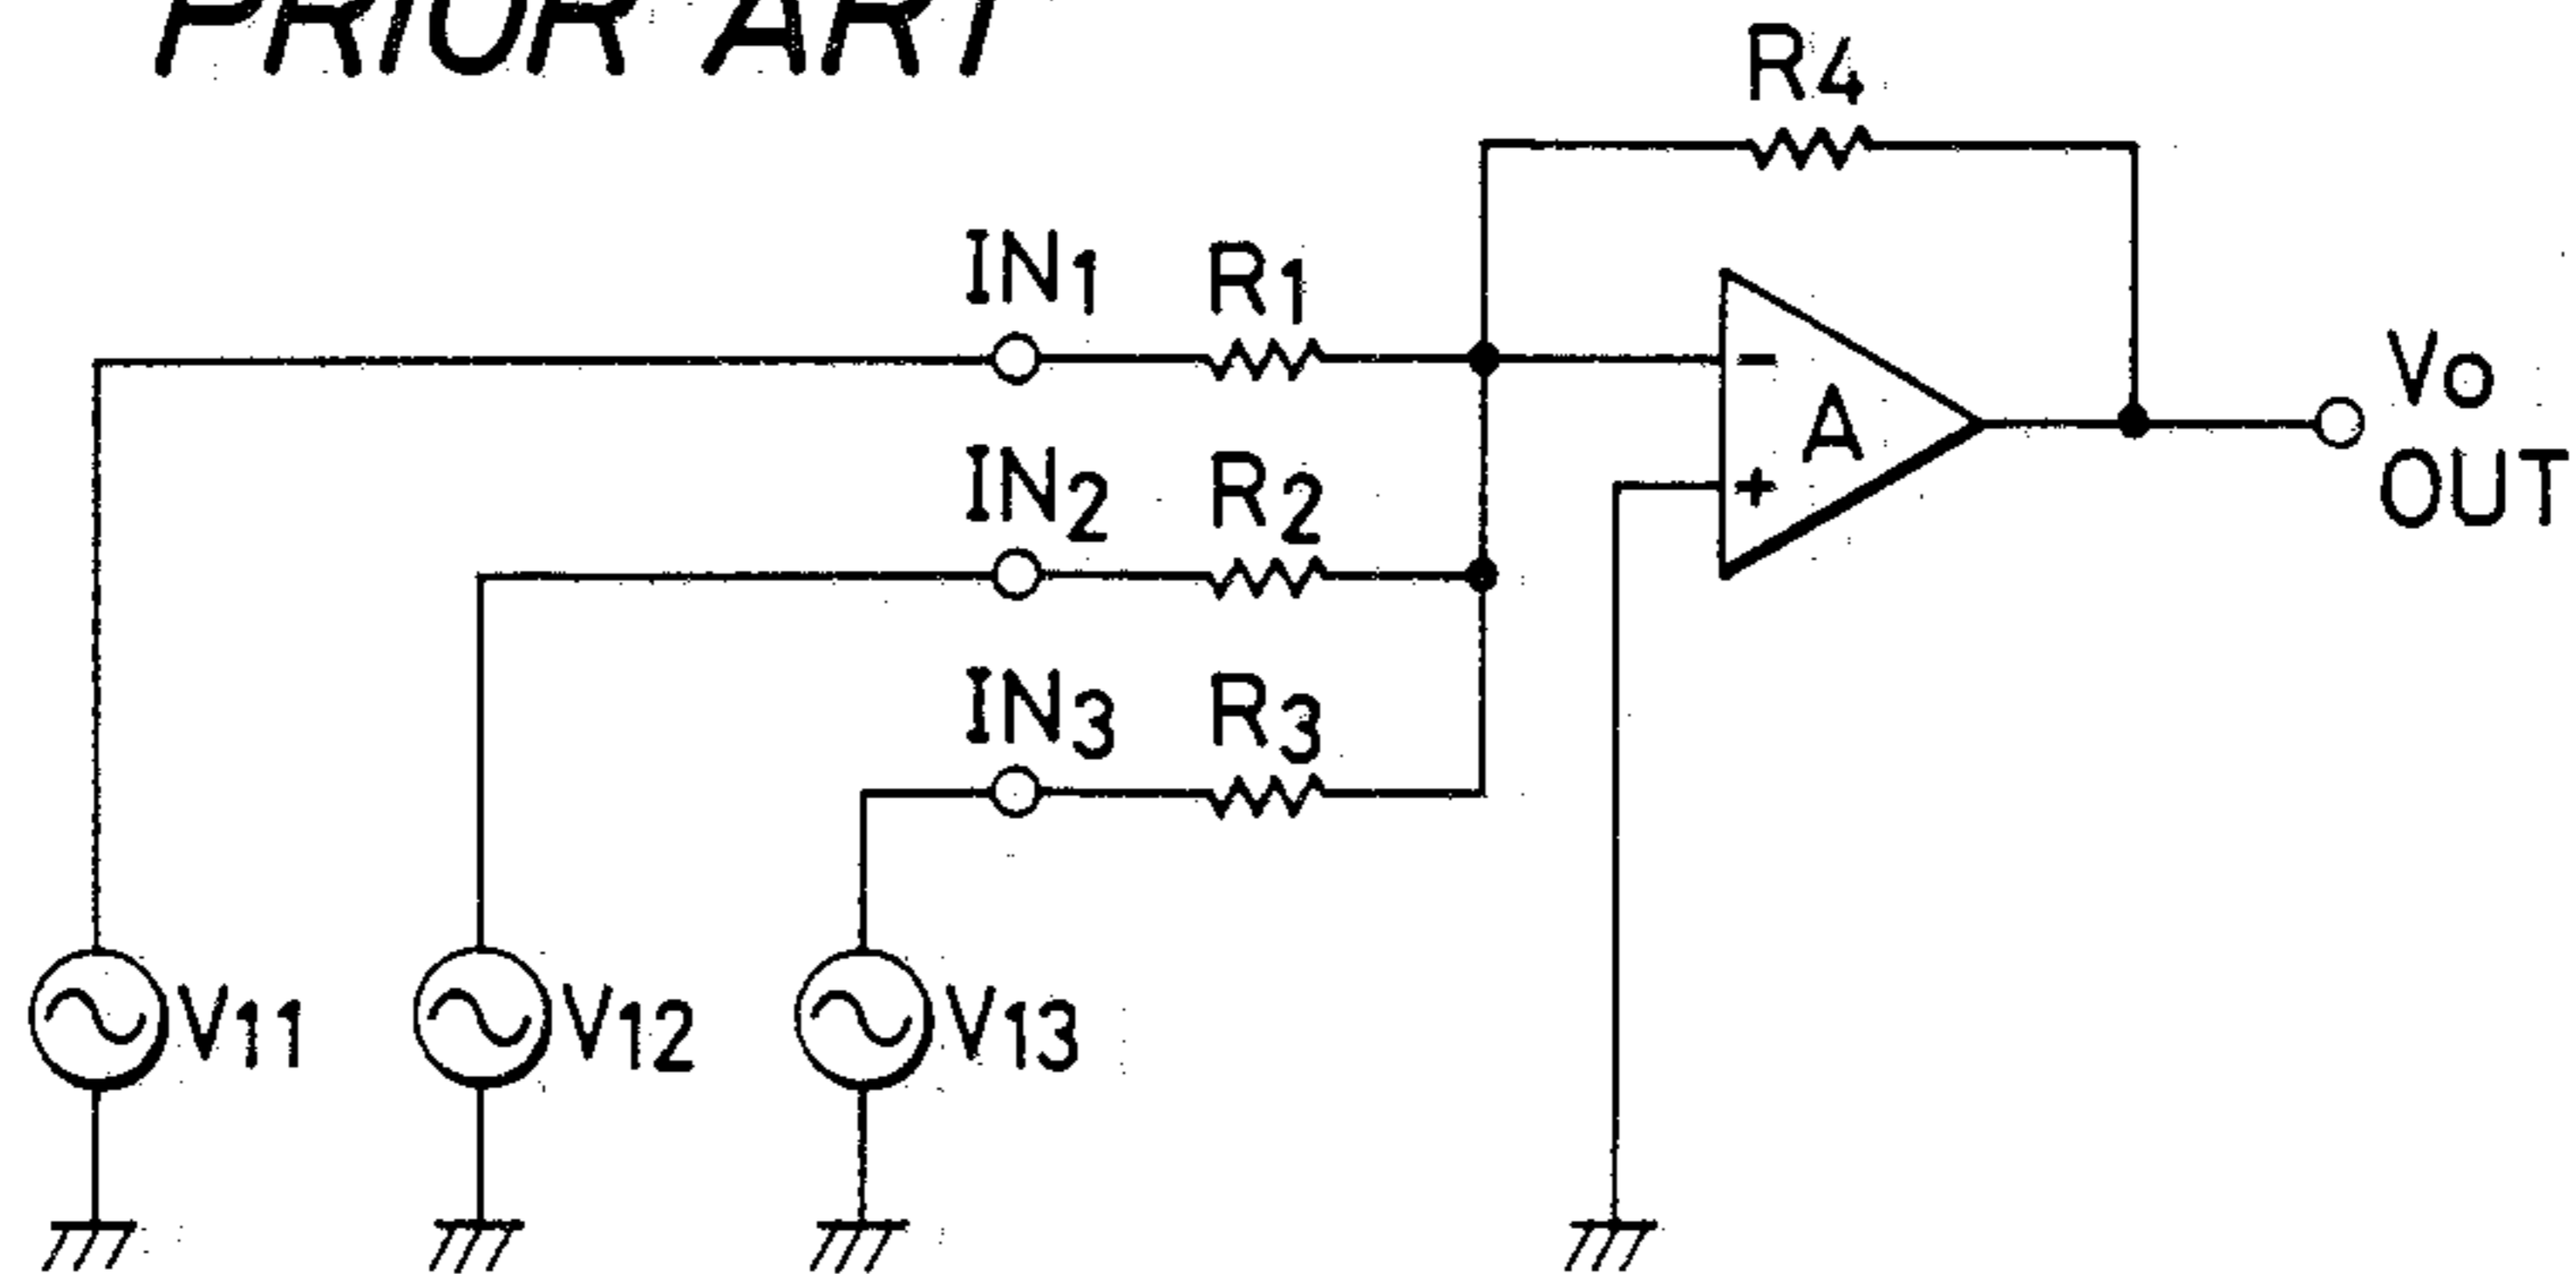 PRIOR ART
R4
IN1 R1
IN2 R2
IN3 R3
- A +
Vo
OUT
V11 V12 V13